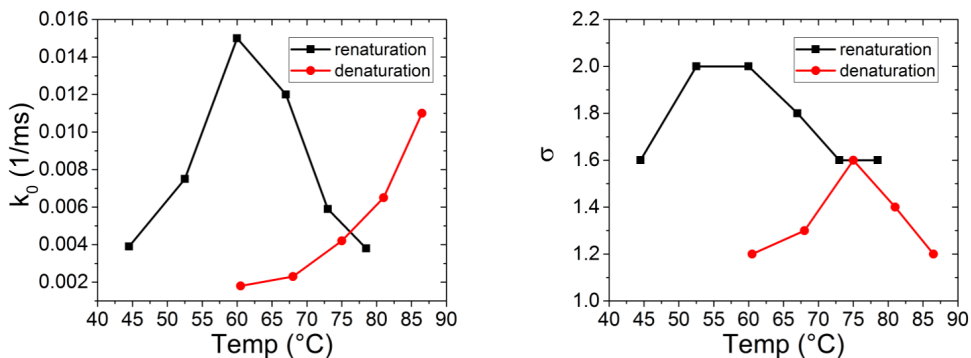 0.016
0.014
0.012
0.010
0.008
0.006
0.004
0.002
k0 (1/ms)
renaturation
denaturation
40 45 50 55 60 65 70 75 80 85 90
Temp (°C)
2.2
2.0
1.8
1.6
1.4
1.2
1.0
σ
renaturation
denaturation
40 45 50 55 60 65 70 75 80 85 90
Temp (°C)